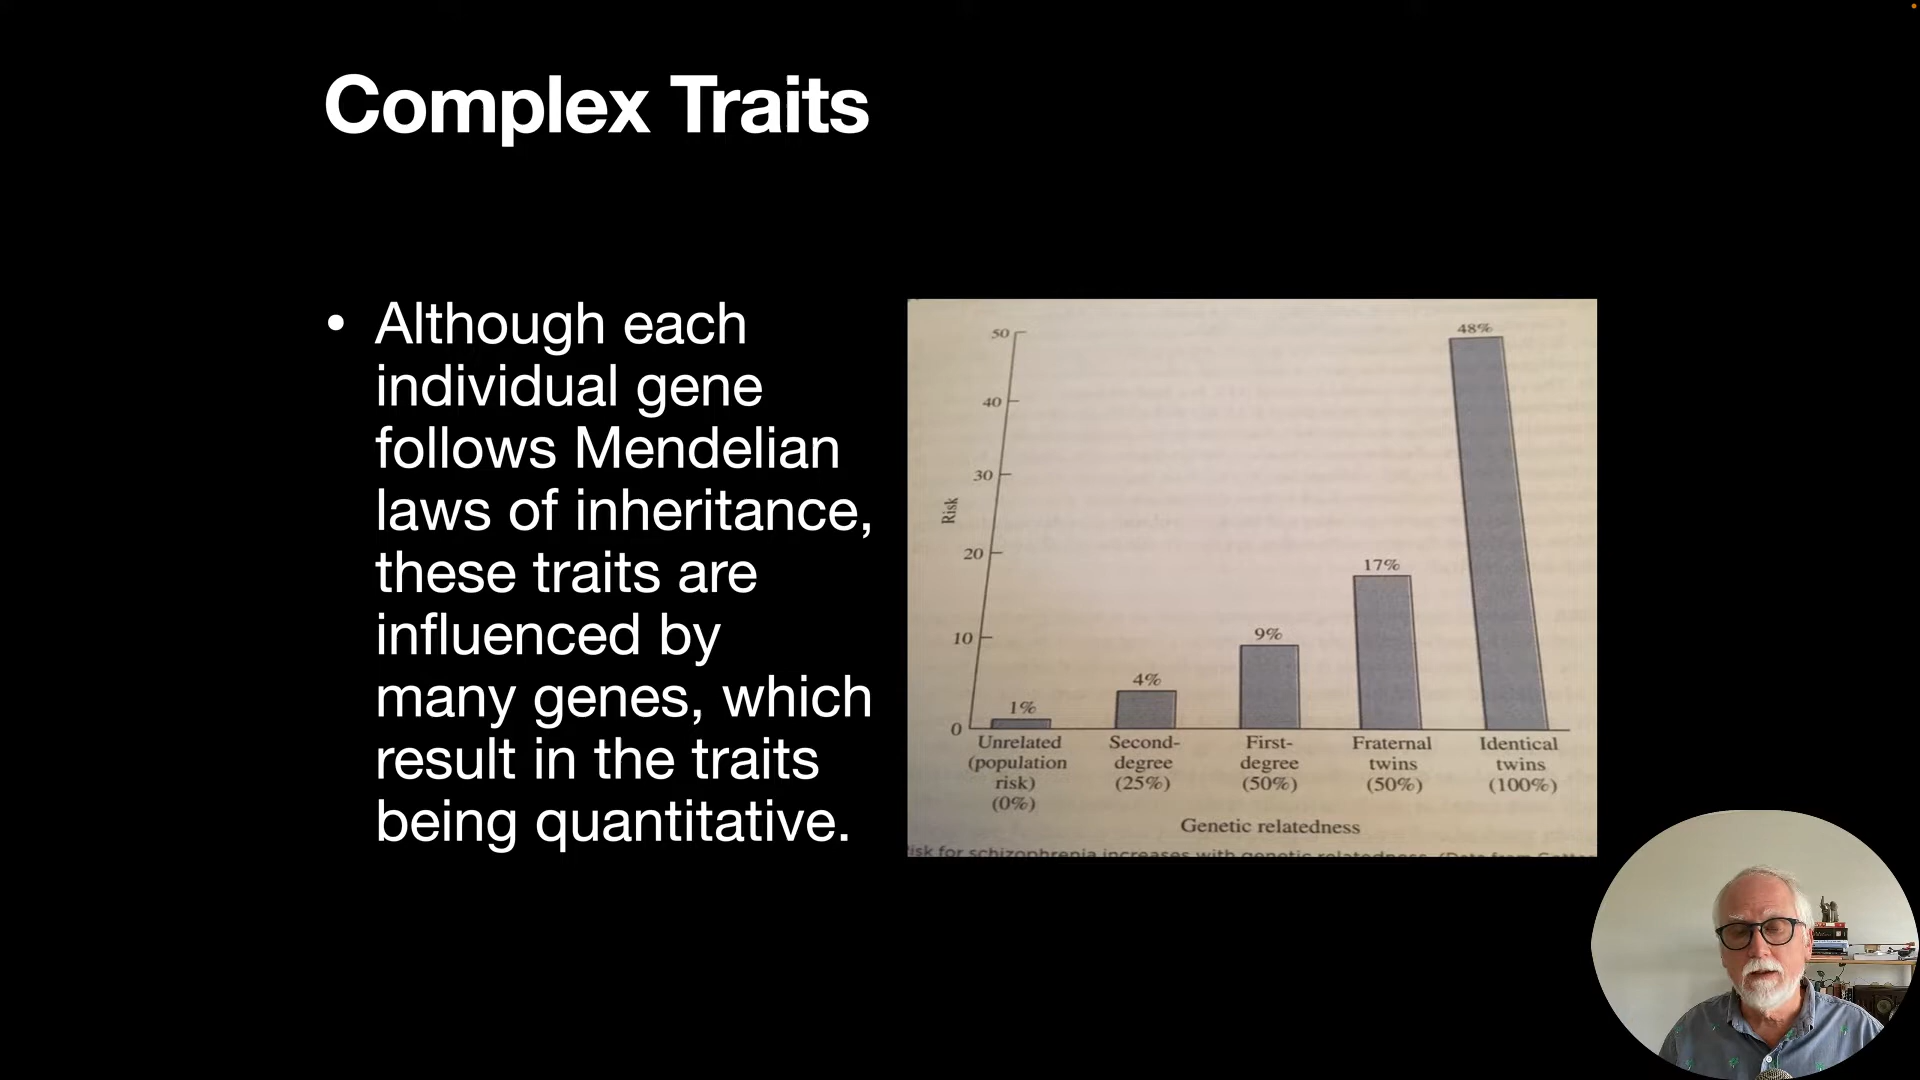 Complex Traits
• Although each
individual gene
follows Mendelian
laws of inheritance,
these traits are
influenced by
many genes, which
result in the traits
being quantitative.
50
40
30
20
10
0
Risk
1%
4%
9%
17%
48%
Unrelated
(population
risk)
(0%)
Second-
degree
(25%)
First-
degree
(50%)
Fraternal
twins
(50%)
Identical
twins
(100%)
Genetic relatedness
risk for schizophrenia increases with genetic relatedness. (Data from